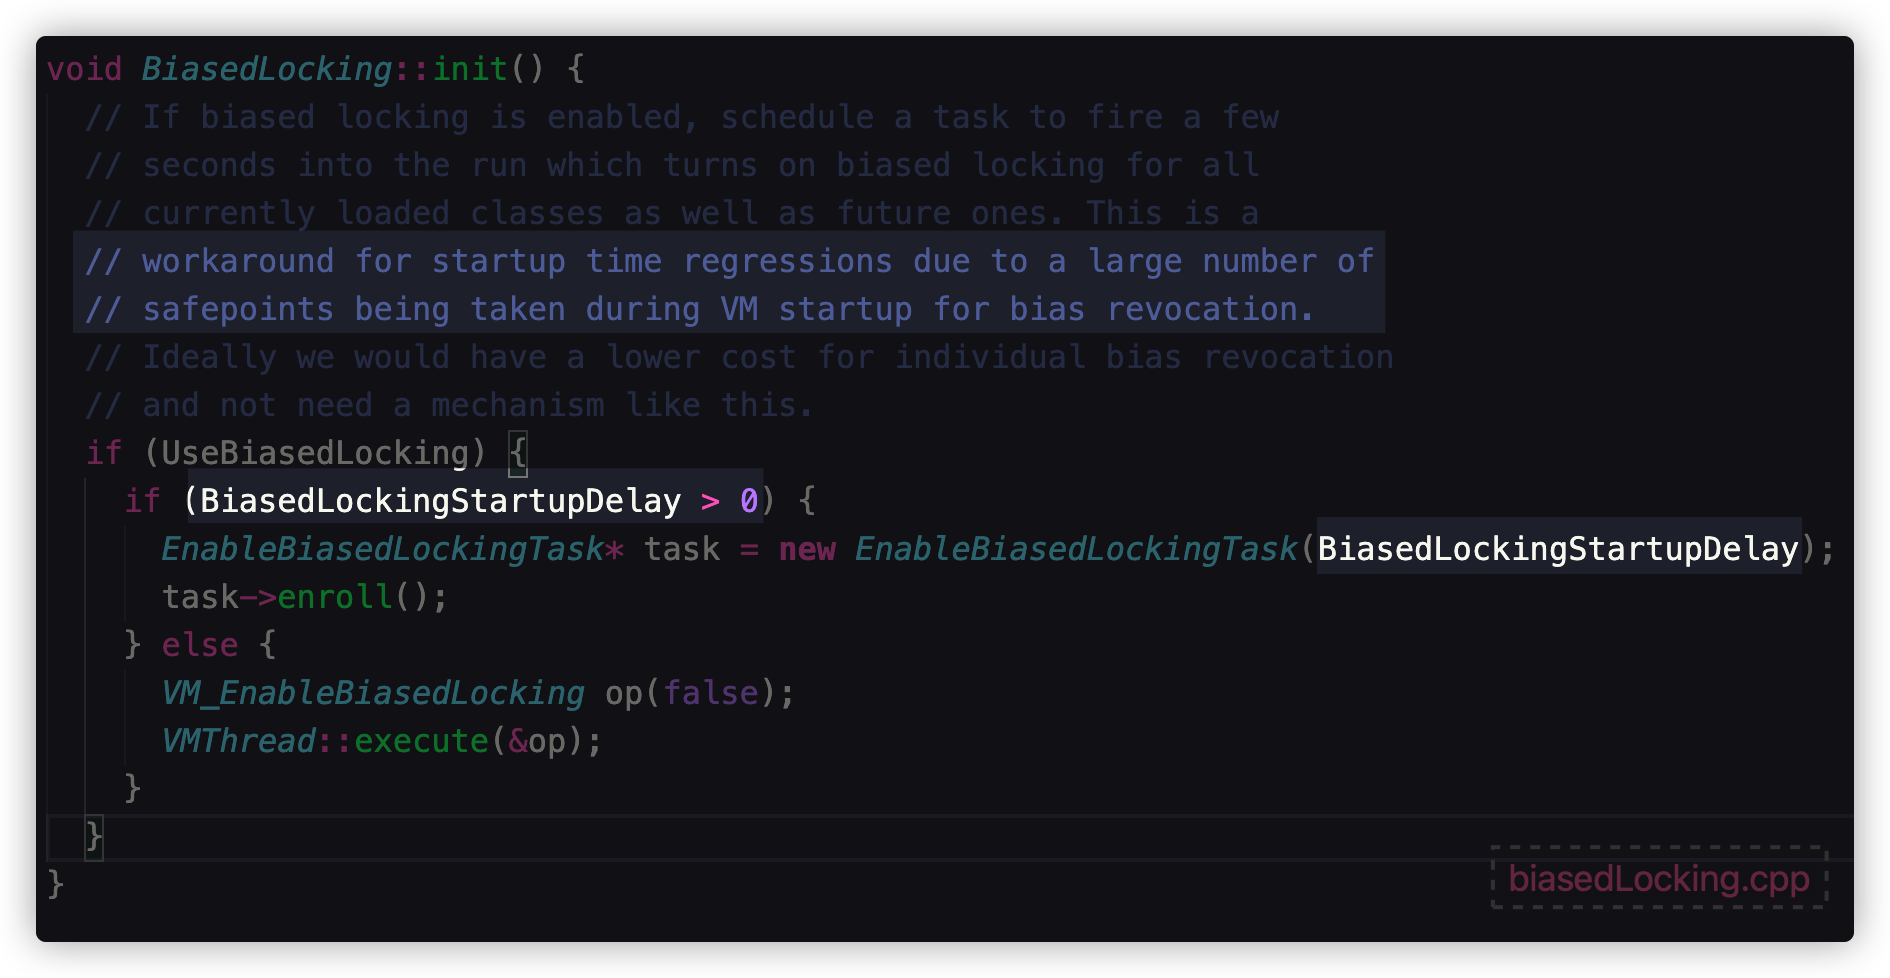 void BiasedLocking::init() {
  // If biased locking is enabled, schedule a task to fire a few
  // seconds into the run which turns on biased locking for all
  // currently loaded classes as well as future ones. This is a
  // workaround for startup time regressions due to a large number of
  // safepoints being taken during VM startup for bias revocation.
  // Ideally we would have a lower cost for individual bias revocation
  // and not need a mechanism like this.
  if (UseBiasedLocking) {
    if (BiasedLockingStartupDelay > 0) {
      EnableBiasedLockingTask* task = new EnableBiasedLockingTask(BiasedLockingStartupDelay);
      task->enroll();
    } else {
      VM_EnableBiasedLocking op(false);
      VMThread::execute(&op);
    }
  }
}
biasedLocking.cpp